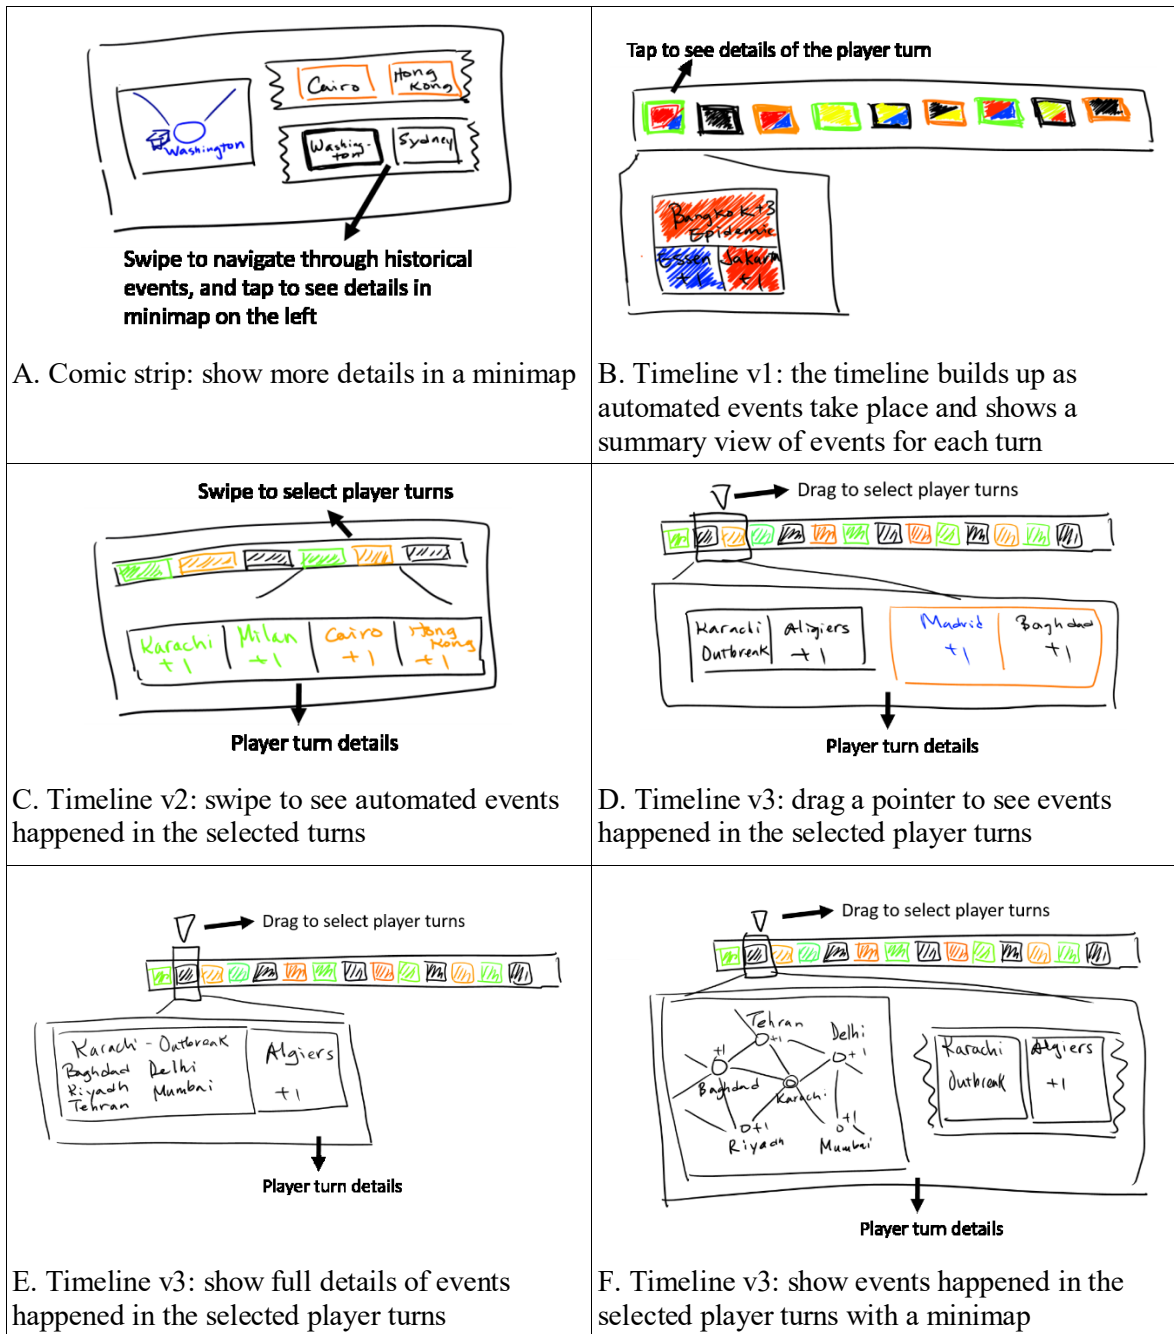 Cairo
Hong
Kong
Washington
Washing-
ton
Sydney
Swipe to navigate through historical
events, and tap to see details in
minimap on the left
A. Comic strip: show more details in a minimap
Tap to see details of the player turn
Bangkok+3
Epidemic
Essen
+1
Jakarta
+1
B. Timeline v1: the timeline builds up as
automated events take place and shows a
summary view of events for each turn
Swipe to select player turns
Karachi
+1
Milan
+1
Cairo
+1
Hong
Kong
+1
Player turn details
C. Timeline v2: swipe to see automated events
happened in the selected turns
Drag to select player turns
Karachi
Outbreak
Aligiers
+1
Madrid
+1
Baghdad
+1
Player turn details
D. Timeline v3: drag a pointer to see events
happened in the selected player turns
Drag to select player turns
Karachi - Outbreak
Baghdad Delhi
Riyadh Mumbai
Tehran
Algiers
+1
Player turn details
E. Timeline v3: show full details of events
happened in the selected player turns
Drag to select player turns
Tehran
+1
Delhi
+1
+1
Baghdad
Karachi
+1
Riyadh
+1
Mumbai
Karachi
Outbreak
Algiers
+1
Player turn details
F. Timeline v3: show events happened in the
selected player turns with a minimap